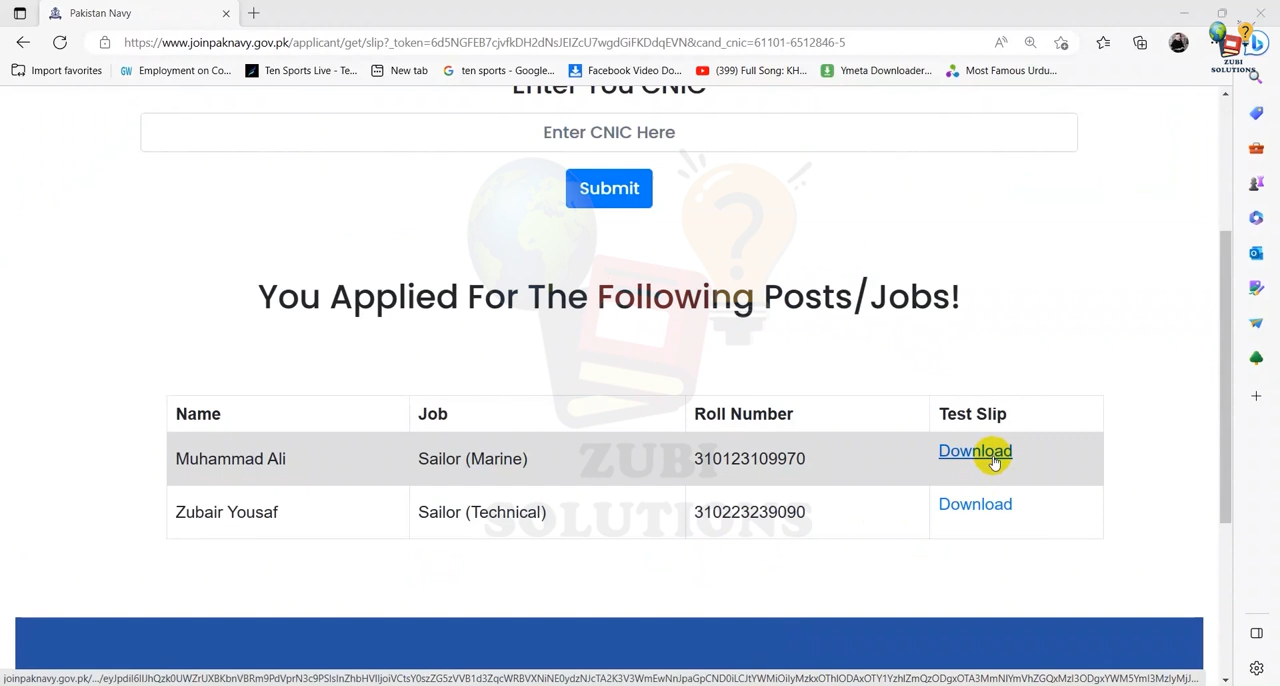 Pakistan Navy
https://www.joinpaknavy.gov.pk/applicant/get/slip?_token=6d5NGFEB7cjvfkDH2dNsJEIZcU7wgdGiFKDdqEVN&cand_cnic=61101-6512846-5
Import favorites
GW Employment on Co...
Ten Sports Live - Te...
New tab
ten sports - Google...
Facebook Video Do...
(399) Full Song: KH...
Ymeta Downloader...
Most Famous Urdu...
ZUBI
SOLUTIONS
Enter You CNIC
Enter CNIC Here
Submit
You Applied For The Following Posts/Jobs!
Name Job Roll Number Test Slip
Muhammad Ali Sailor (Marine) 310123109970 Download
Zubair Yousaf Sailor (Technical) 310223239090 Download
ZUBI
SOLUTIONS